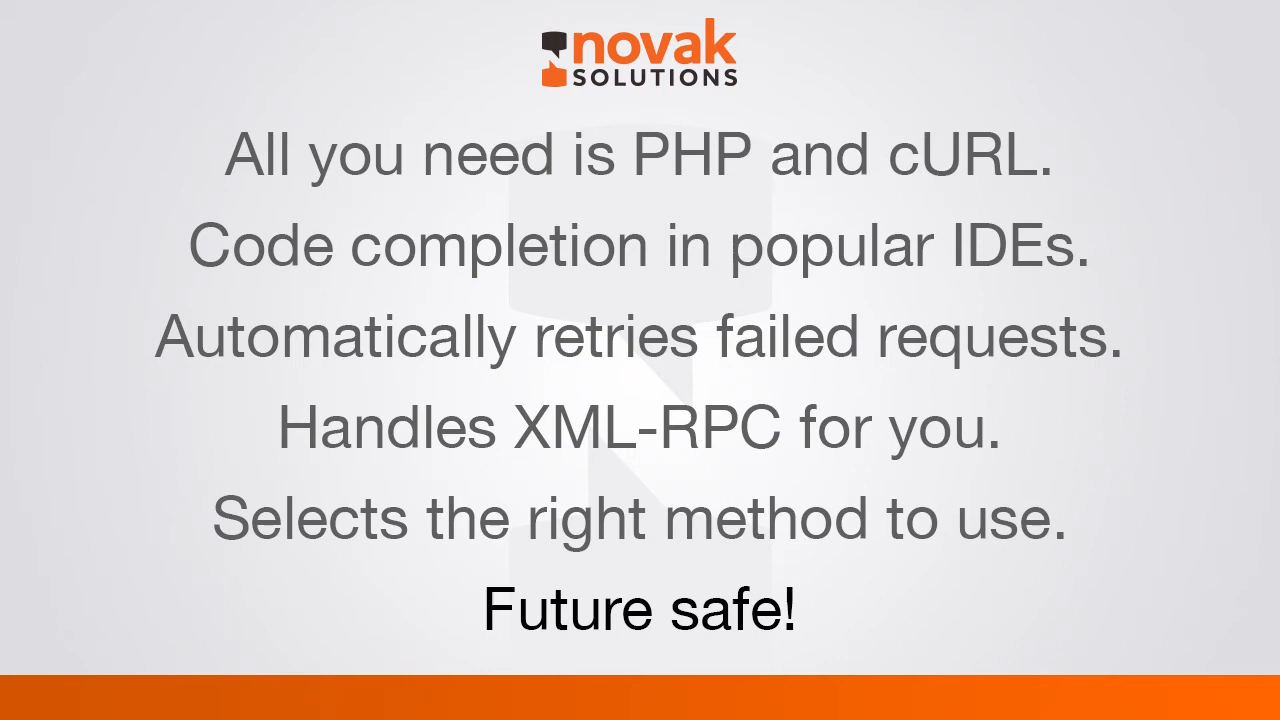 novak
SOLUTIONS
All you need is PHP and cURL.
Code completion in popular IDEs.
Automatically retries failed requests.
Handles XML-RPC for you.
Selects the right method to use.
Future safe!